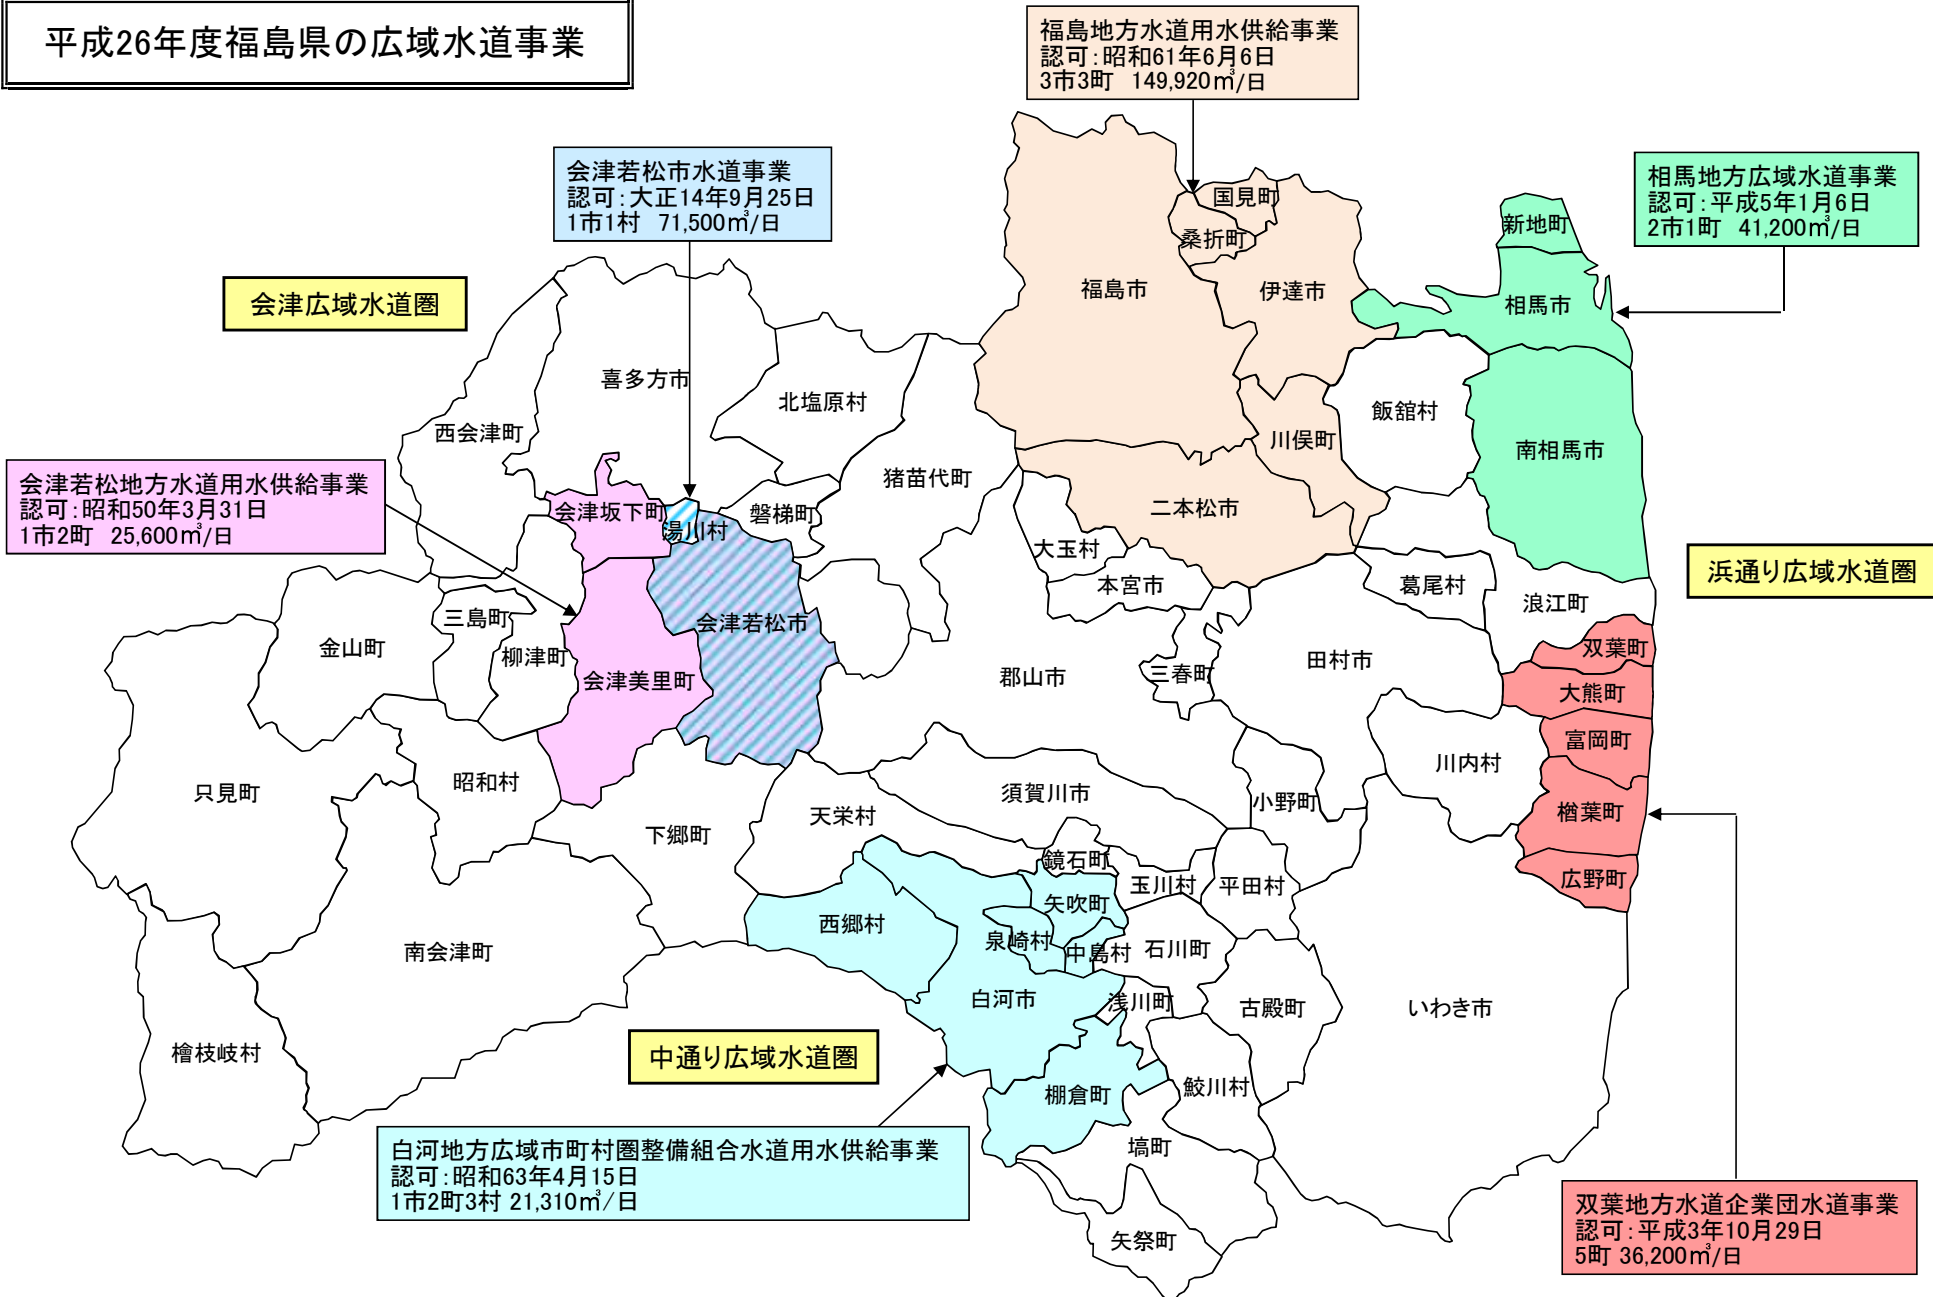 平成26年度福島県の広域水道事業
福島地方水道用水供給事業
認可：昭和61年6月6日
3市3町 149,920㎥/日
会津若松市水道事業
認可：大正14年9月25日
1市1村 71,500㎥/日
相馬地方広域水道事業
認可：平成5年1月6日
2市1町 41,200㎥/日
国見町
桑折町
新地町
福島市
伊達市
相馬市
会津広域水道圏
喜多方市
北塩原村
飯舘村
西会津町
川俣町
南相馬市
猪苗代町
会津若松地方水道用水供給事業
認可：昭和50年3月31日
1市2町 25,600㎥/日
会津坂下町
湯川村
磐梯町
二本松市
大玉村
本宮市
葛尾村
浪江町
浜通り広域水道圏
三島町
会津若松市
金山町
柳津町
双葉町
会津美里町
郡山市
三春町
田村市
大熊町
富岡町
川内村
只見町
昭和村
須賀川市
小野町
天栄村
楢葉町
下郷町
鏡石町
玉川村
平田村
広野町
矢吹町
西郷村
泉崎村
中島村
石川町
南会津町
白河市
浅川町
古殿町
いわき市
檜枝岐村
中通り広域水道圏
棚倉町
鮫川村
白河地方広域市町村圏整備組合水道用水供給事業
認可：昭和63年4月15日
1市2町3村 21,310㎥/日
塙町
矢祭町
双葉地方水道企業団水道事業
認可：平成3年10月29日
5町 36,200㎥/日